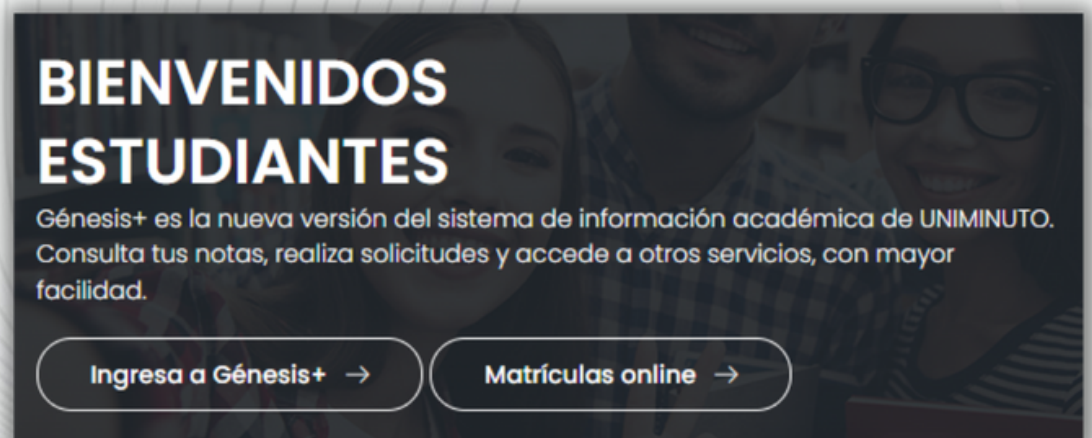 BIENVENIDOS
ESTUDIANTES
Génesis+ es la nueva versión del sistema de información académica de UNIMINUTO.
Consulta tus notas, realiza solicitudes y accede a otros servicios, con mayor
facilidad.
Ingresa a Génesis+ →
Matrículas online →